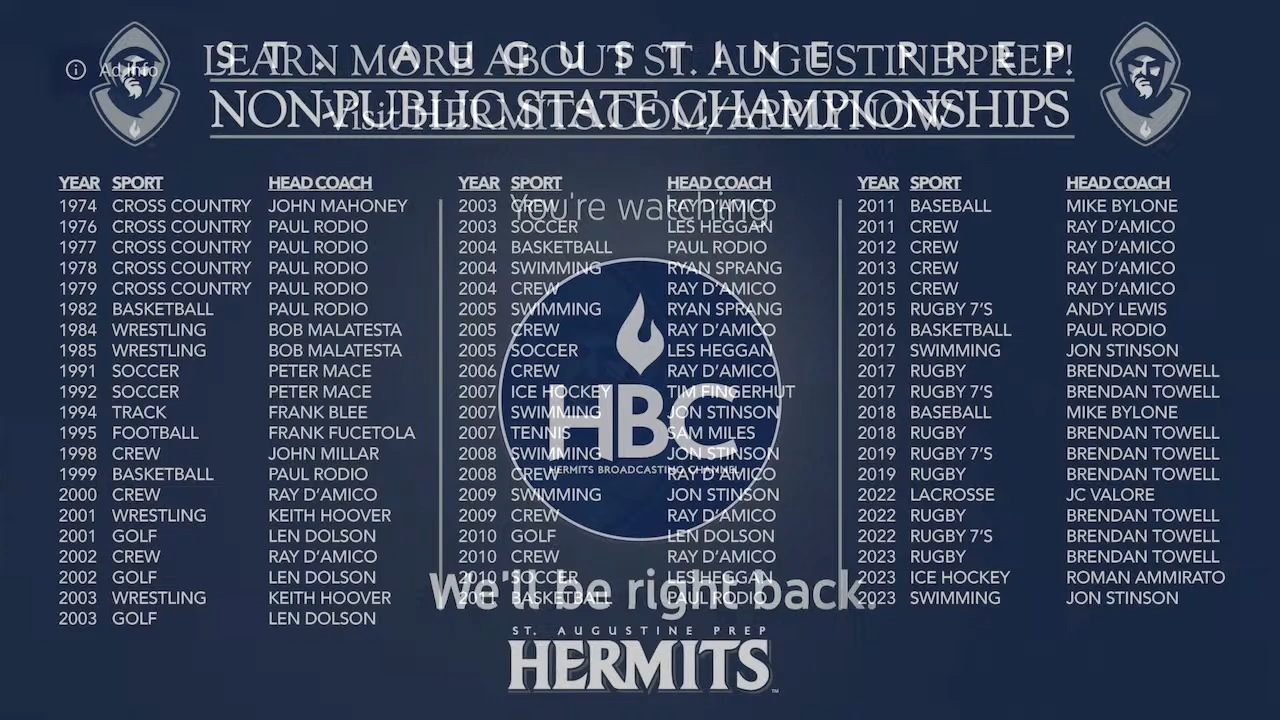 Ad Info
ST. AUGUSTINE PREP
LEARN MORE ABOUT ST. AUGUSTINE PREP!
NON-PUBLIC STATE CHAMPIONSHIPS
Visit HERMITS.COM/APPLYNOW
YEAR SPORT HEAD COACH
1974 CROSS COUNTRY JOHN MAHONEY
1976 CROSS COUNTRY PAUL RODIO
1977 CROSS COUNTRY PAUL RODIO
1978 CROSS COUNTRY PAUL RODIO
1979 CROSS COUNTRY PAUL RODIO
1982 BASKETBALL PAUL RODIO
1984 WRESTLING BOB MALATESTA
1985 WRESTLING BOB MALATESTA
1991 SOCCER PETER MACE
1992 SOCCER PETER MACE
1994 TRACK FRANK BLEE
1995 FOOTBALL FRANK FUCETOLA
1998 CREW JOHN MILLAR
1999 BASKETBALL PAUL RODIO
2000 CREW RAY D’AMICO
2001 WRESTLING KEITH HOOVER
2001 GOLF LEN DOLSON
2002 CREW RAY D’AMICO
2002 GOLF LEN DOLSON
2003 WRESTLING KEITH HOOVER
2003 GOLF LEN DOLSON
YEAR SPORT HEAD COACH
2003 CREW RAY D’AMICO
2003 SOCCER LES HEGGAN
2004 BASKETBALL PAUL RODIO
2004 SWIMMING RYAN SPRANG
2004 CREW RAY D’AMICO
2005 SWIMMING RYAN SPRANG
2005 CREW RAY D’AMICO
2005 SOCCER LES HEGGAN
2006 CREW RAY D’AMICO
2007 ICE HOCKEY TIM FINGERHUT
2007 SWIMMING JON STINSON
2007 TENNIS SAM MILES
2008 SWIMMING JON STINSON
2008 CREW RAY D’AMICO
2009 SWIMMING JON STINSON
2009 CREW RAY D’AMICO
2010 GOLF LEN DOLSON
2010 CREW RAY D’AMICO
2010 SOCCER LES HEGGAN
2011 BASKETBALL PAUL RODIO
YEAR SPORT HEAD COACH
2011 BASEBALL MIKE BYLONE
2011 CREW RAY D’AMICO
2012 CREW RAY D’AMICO
2013 CREW RAY D’AMICO
2015 CREW RAY D’AMICO
2015 RUGBY 7’S ANDY LEWIS
2016 BASKETBALL PAUL RODIO
2017 SWIMMING JON STINSON
2017 RUGBY BRENDAN TOWELL
2017 RUGBY 7’S BRENDAN TOWELL
2018 BASEBALL MIKE BYLONE
2018 RUGBY BRENDAN TOWELL
2019 RUGBY 7’S BRENDAN TOWELL
2019 RUGBY BRENDAN TOWELL
2022 LACROSSE JC VALORE
2022 RUGBY BRENDAN TOWELL
2022 RUGBY 7’S BRENDAN TOWELL
2023 RUGBY BRENDAN TOWELL
2023 ICE HOCKEY ROMAN AMMIRATO
2023 SWIMMING JON STINSON
You're watching
HBC
HERMITS BROADCASTING CHANNEL
We'll be right back.
ST. AUGUSTINE PREP
HERMITS™